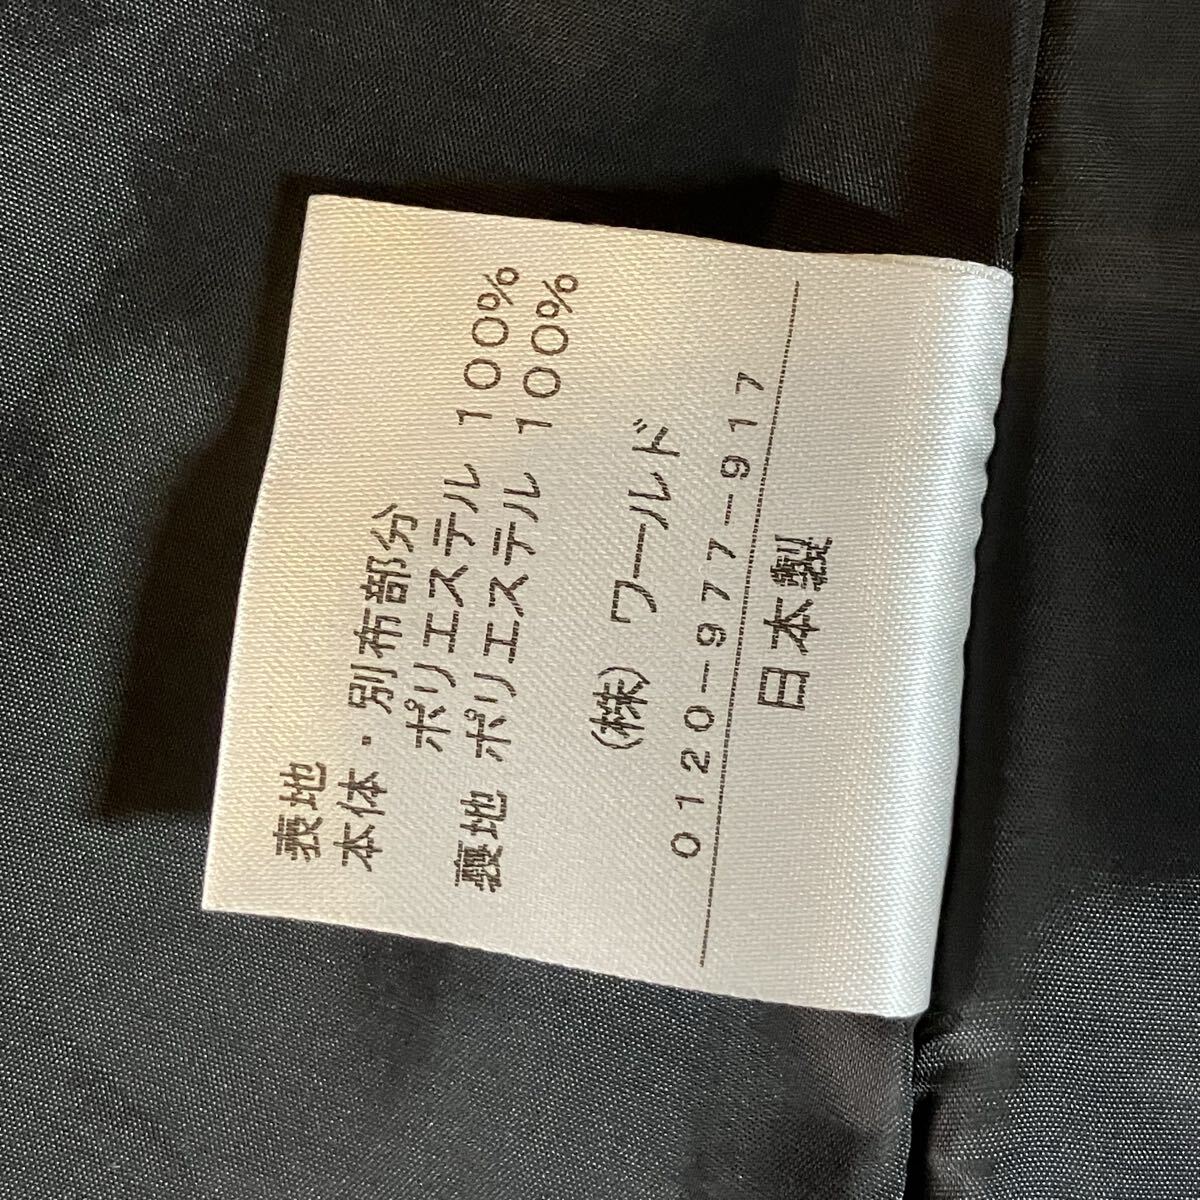 表地
本体・別布部分
ポリエステル 100%
裏地 ポリエステル 100%
(株) ワールド
0120-977-917
日本製